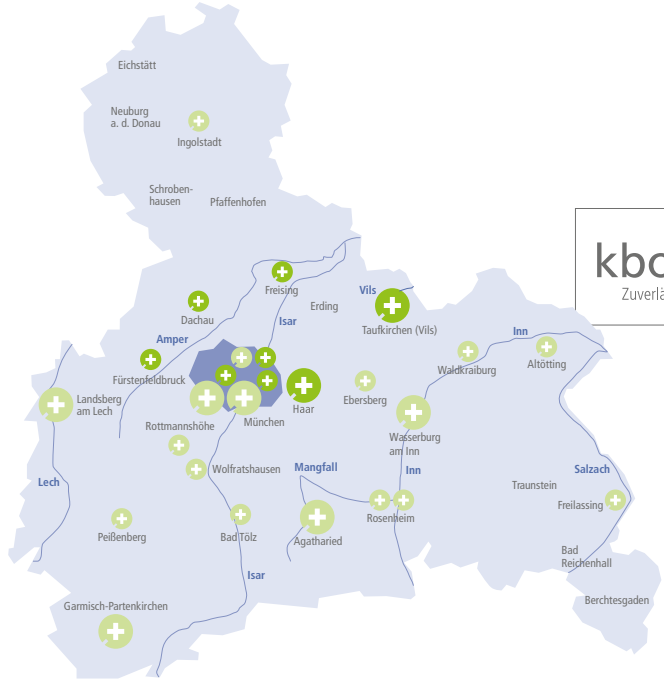 Eichstätt
Neuburg
a. d. Donau
Ingolstadt
Schroben-
hausen
Pfaffenhofen
kbo
Zuverlä
Freising
Vils
Erding
Dachau
Isar
Taufkirchen (Vils)
Amper
Inn
Fürstenfeldbruck
Waldkraiburg
Altötting
Landsberg
am Lech
Haar
Ebersberg
Rottmannshöhe
München
Wasserburg
am Inn
Wolfratshausen
Mangfall
Inn
Salzach
Lech
Traunstein
Freilassing
Rosenheim
Peißenberg
Bad Tölz
Agatharied
Bad
Reichenhall
Isar
Berchtesgaden
Garmisch-Partenkirchen